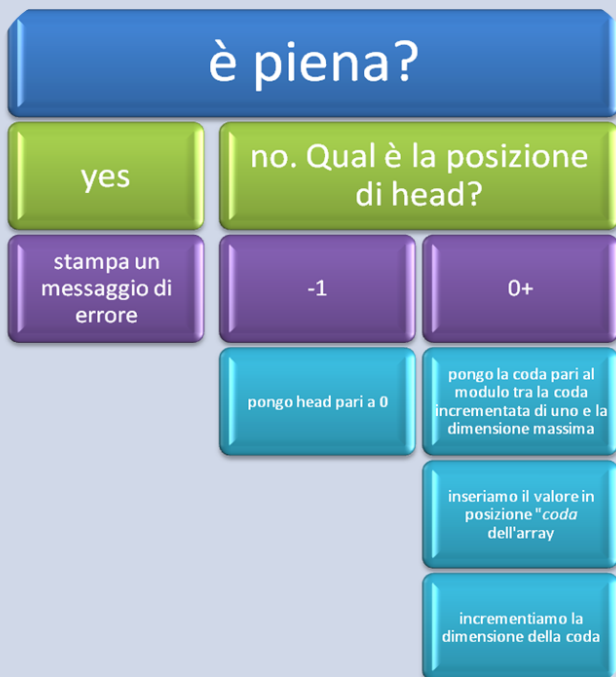 è piena?
yes
no. Qual è la posizione
di head?
stampa un
messaggio di
errore
-1
0+
pongo head pari a 0
pongo la coda pari al
modulo tra la coda
incrementata di uno e la
dimensione massima
inseriamo il valore in
posizione "coda
dell'array
incrementiamo la
dimensione della coda